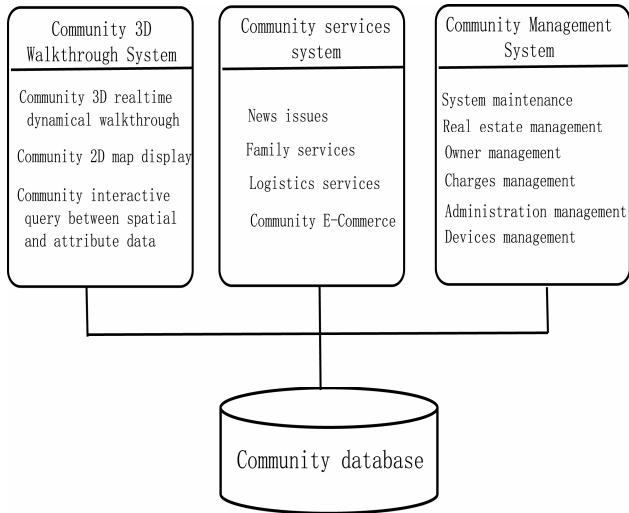 Community 3D
Walkthrough System
Community 3D realtime
dynamical walkthrough
Community 2D map display
Community interactive
query between spatial
and attribute data
Community services
system
News issues
Family services
Logistics services
Community E-Commerce
Community Management
System
System maintenance
Real estate management
Owner management
Charges management
Administration management
Devices management
Community database